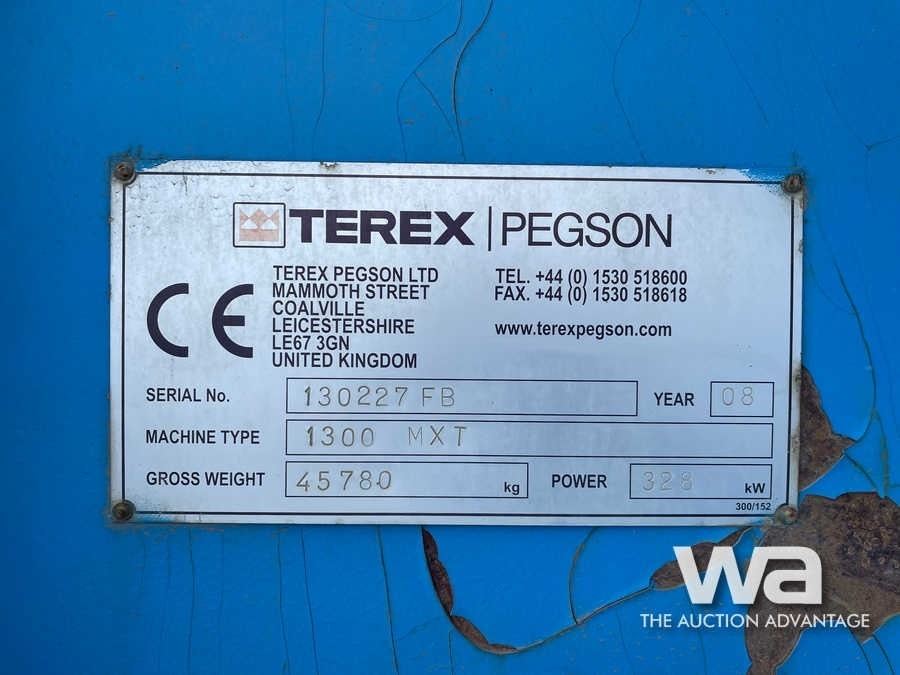 TEREX | PEGSON
TEREX PEGSON LTD
MAMMOTH STREET
COALVILLE
LEICESTERSHIRE
LE67 3GN
UNITED KINGDOM
TEL. +44 (0) 1530 518600
FAX. +44 (0) 1530 518618
www.terexpegson.com
CE
SERIAL No. 130227 FB YEAR 08
MACHINE TYPE 1300 MXT
GROSS WEIGHT 45780 kg POWER 328 kW
300/152
wa
THE AUCTION ADVANTAGE